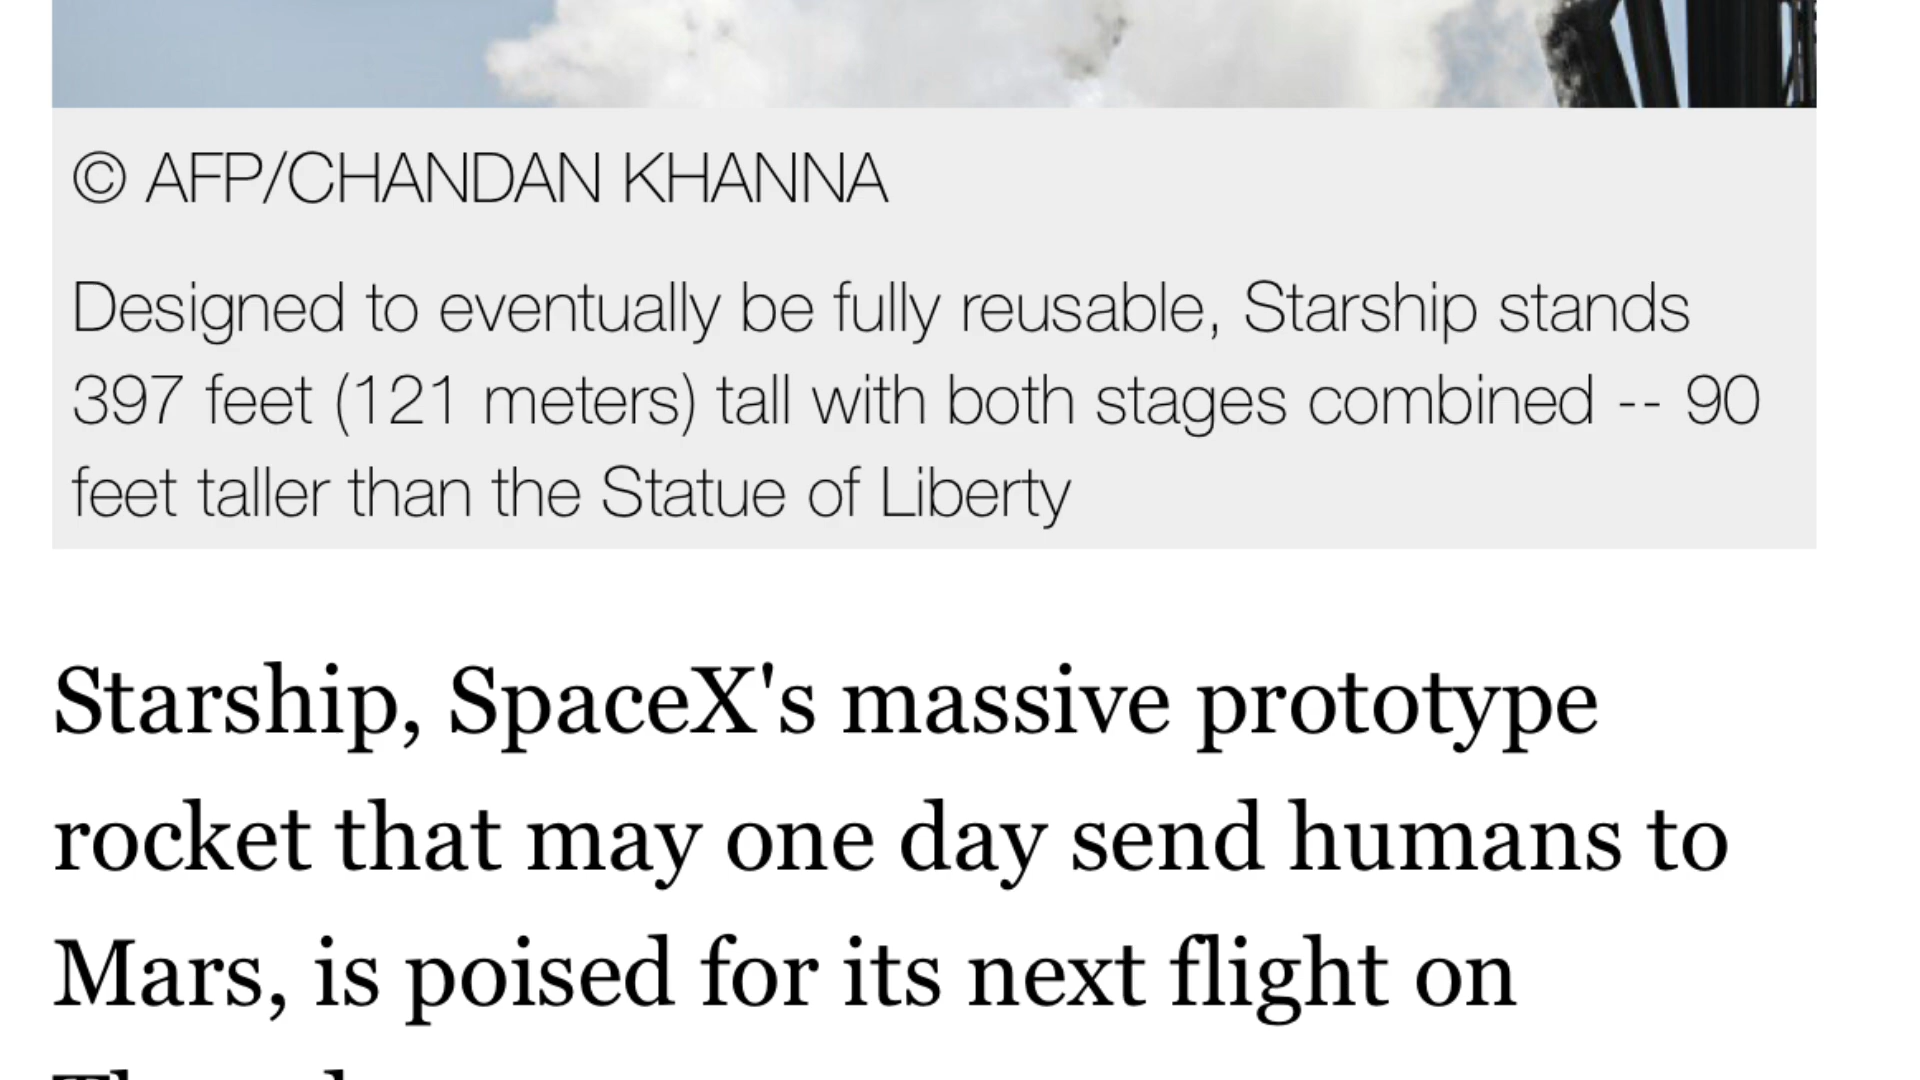 © AFP/CHANDAN KHANNA
Designed to eventually be fully reusable, Starship stands
397 feet (121 meters) tall with both stages combined -- 90
feet taller than the Statue of Liberty
Starship, SpaceX's massive prototype
rocket that may one day send humans to
Mars, is poised for its next flight on